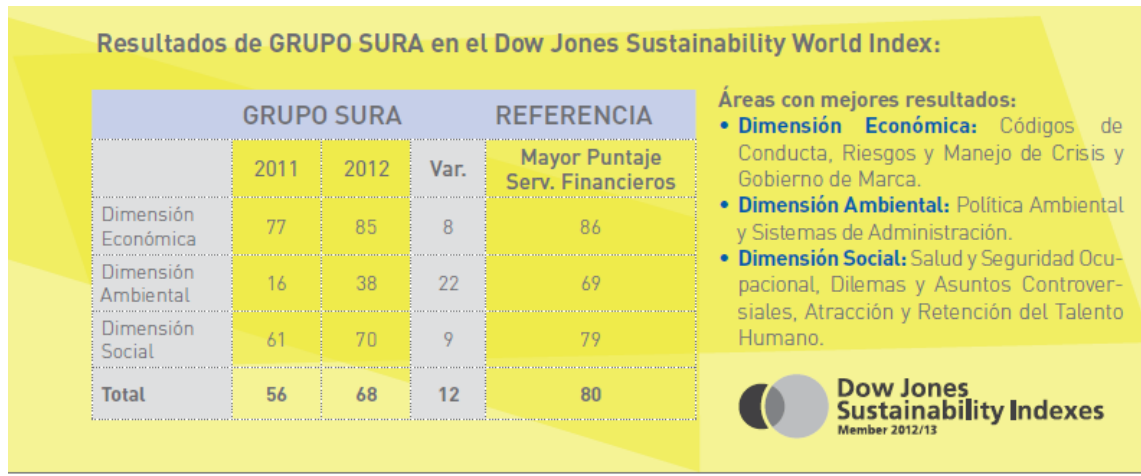 Resultados de GRUPO SURA en el Dow Jones Sustainability World Index:
GRUPO SURA REFERENCIA
2011 2012 Var. Mayor Puntaje
Serv. Financieros
Dimensión
Económica 77 85 8 86
Dimensión
Ambiental 16 38 22 69
Dimensión
Social 61 70 9 79
Total 56 68 12 80
Áreas con mejores resultados:
• Dimensión Económica: Códigos de
Conducta, Riesgos y Manejo de Crisis y
Gobierno de Marca.
• Dimensión Ambiental: Política Ambiental
y Sistemas de Administración.
• Dimensión Social: Salud y Seguridad Ocu-
pacional, Dilemas y Asuntos Controver-
siales, Atracción y Retención del Talento
Humano.
Dow Jones
Sustainability Indexes
Member 2012/13